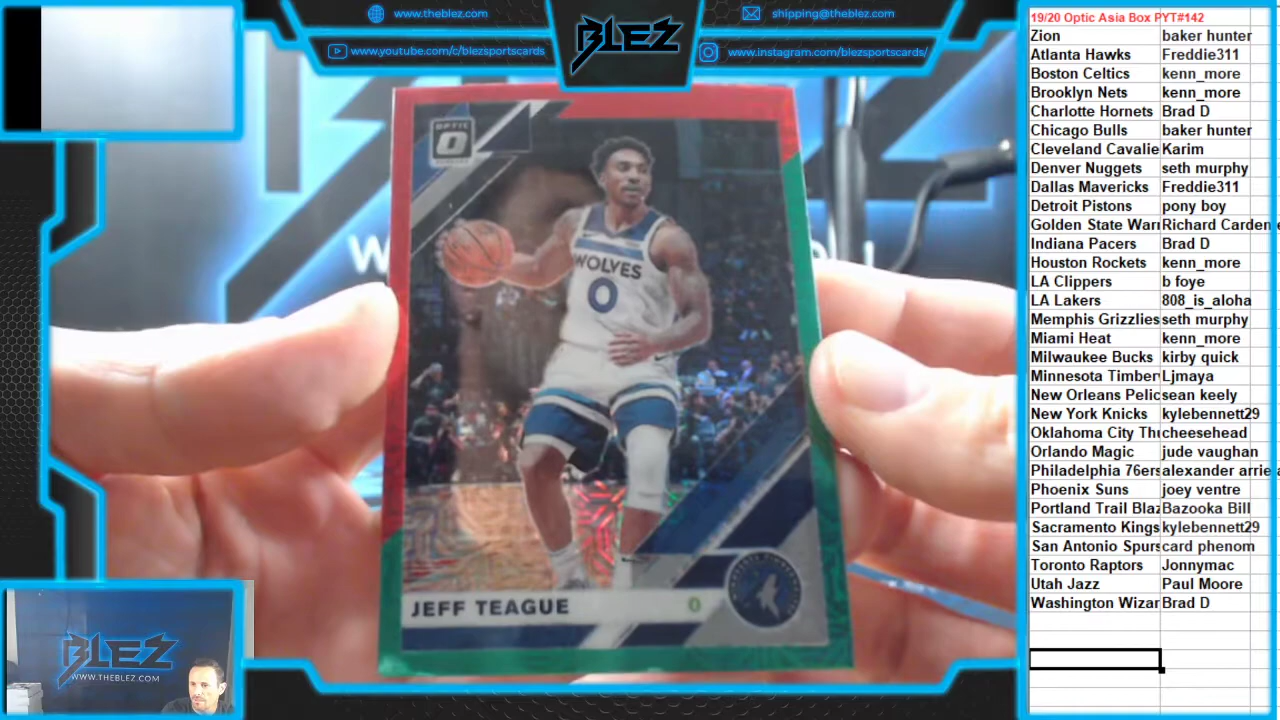 www.theblez.com
BLEZ
shipping@theblez.com
www.youtube.com/c/blezsportscards
www.instagram.com/blezsportscards/
OPTIC
WOLVES
0
JEFF TEAGUE
0
BLEZ
WWW.THEBLEZ.COM
19/20 Optic Asia Box PYT#142
Zion baker hunter
Atlanta Hawks Freddie311
Boston Celtics kenn_more
Brooklyn Nets kenn_more
Charlotte Hornets Brad D
Chicago Bulls baker hunter
Cleveland Cavalie Karim
Denver Nuggets seth murphy
Dallas Mavericks Freddie311
Detroit Pistons pony boy
Golden State Warr Richard Carden
Indiana Pacers Brad D
Houston Rockets kenn_more
LA Clippers b foye
LA Lakers 808_is_aloha
Memphis Grizzlies seth murphy
Miami Heat kenn_more
Milwaukee Bucks kirby quick
Minnesota Timber Ljmaya
New Orleans Pelic sean keely
New York Knicks kylebennett29
Oklahoma City Thu cheesehead
Orlando Magic jude vaughan
Philadelphia 76ers alexander arrie
Phoenix Suns joey ventre
Portland Trail Blaz Bazooka Bill
Sacramento Kings kylebennett29
San Antonio Spurs card phenom
Toronto Raptors Jonnymac
Utah Jazz Paul Moore
Washington Wizar Brad D